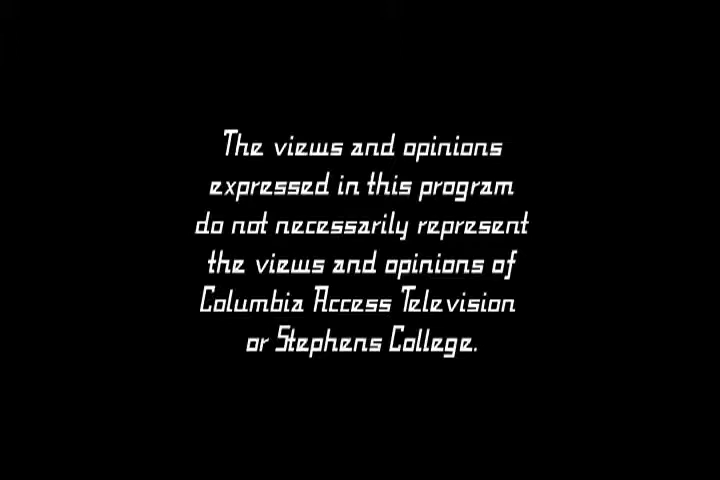 The views and opinions
expressed in this program
do not necessarily represent
the views and opinions of
Columbia Access Television
or Stephens College.